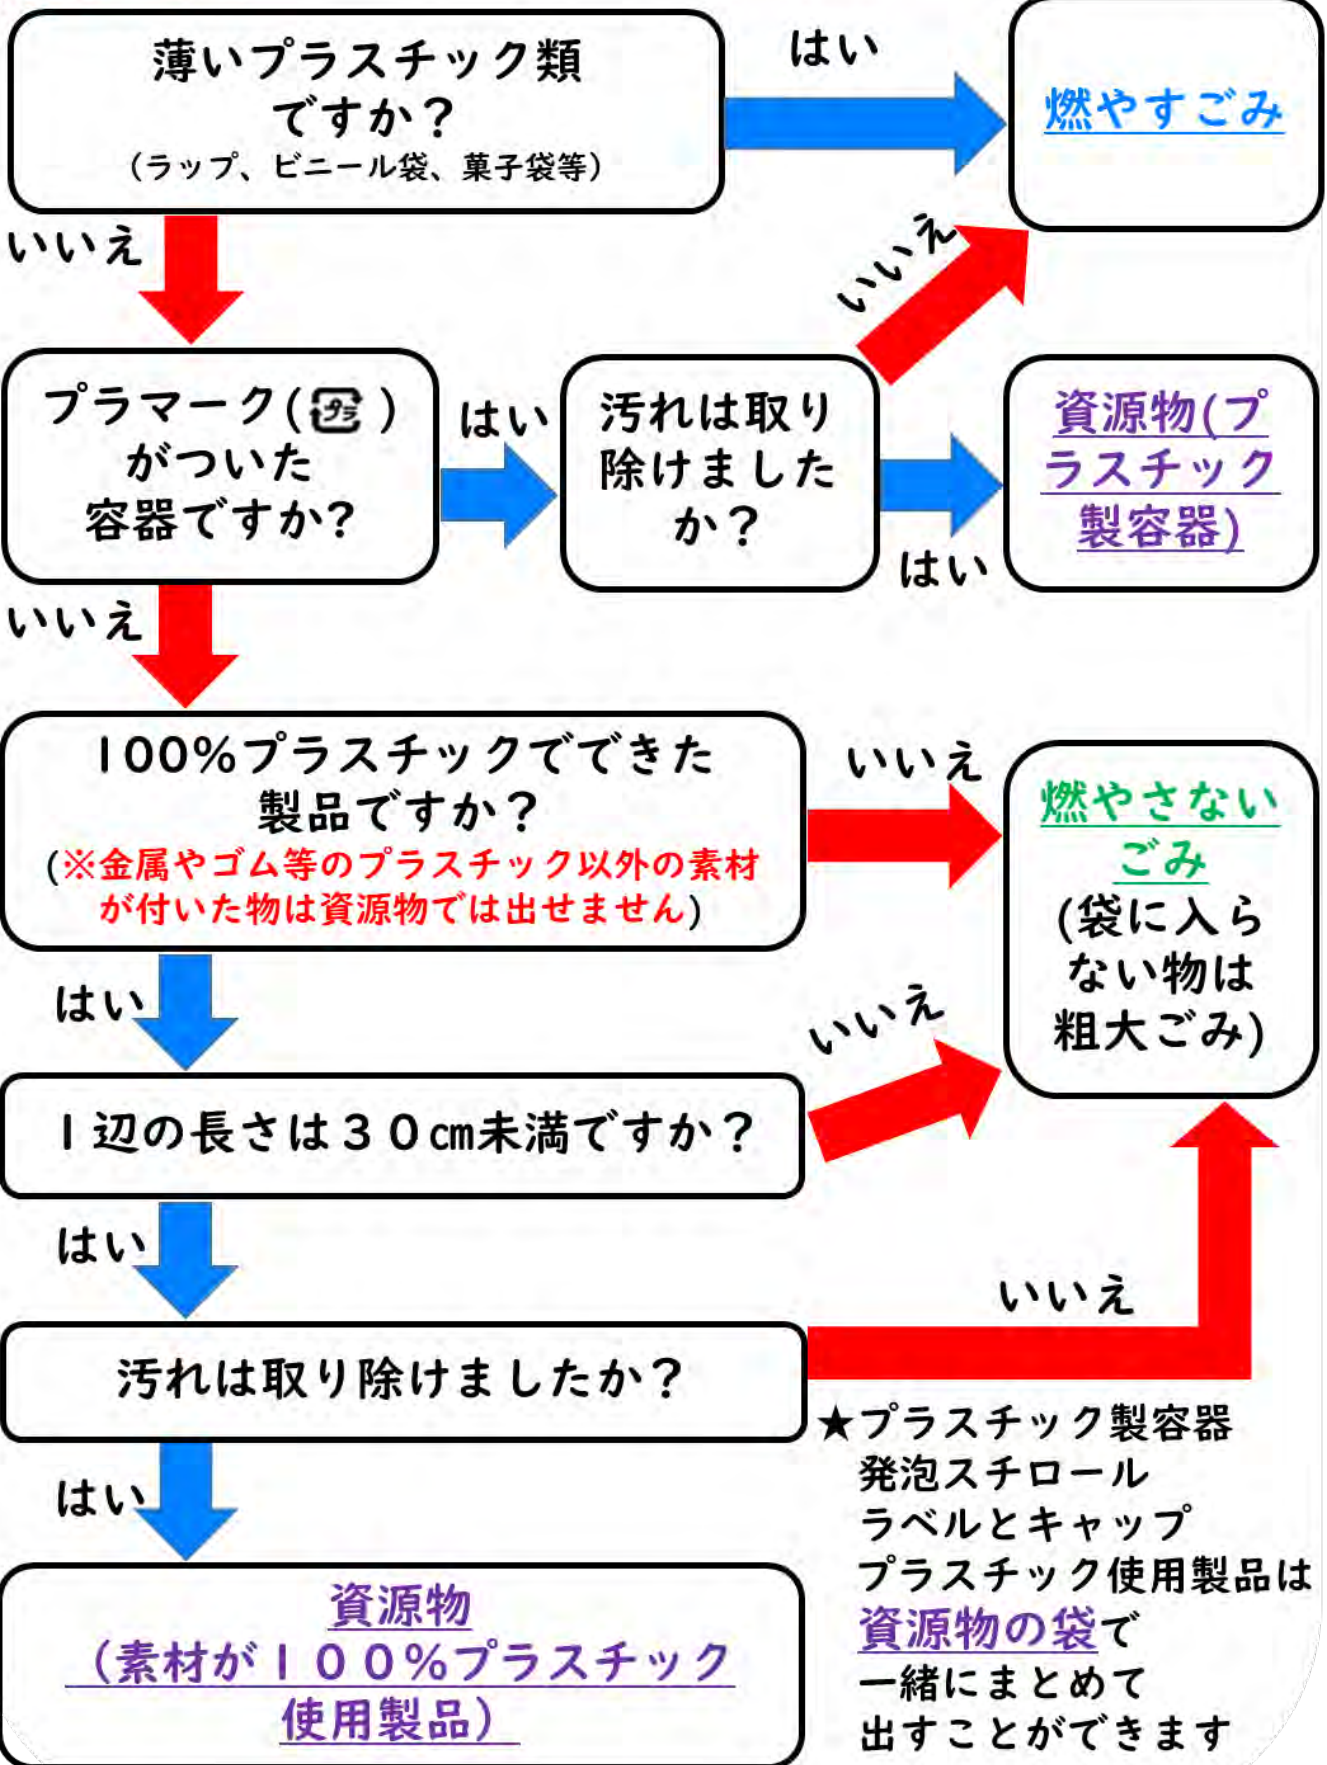 薄いプラスチック類
ですか？
（ラップ、ビニール袋、菓子袋等）
はい
燃やすごみ
いいえ
いいえ
プラマーク(プラ)
がついた
容器ですか?
はい
汚れは取り
除けました
か？
はい
資源物(プ
ラスチック
製容器)
いいえ
100%プラスチックでできた
製品ですか？
(※金属やゴム等のプラスチック以外の素材
が付いた物は資源物では出せません)
いいえ
燃やさない
ごみ
(袋に入ら
ない物は
粗大ごみ)
はい
いいえ
1辺の長さは３０㎝未満ですか？
はい
いいえ
汚れは取り除けましたか？
はい
資源物
（素材が１００％プラスチック
使用製品）
★プラスチック製容器
発泡スチロール
ラベルとキャップ
プラスチック使用製品は
資源物の袋で
一緒にまとめて
出すことができます